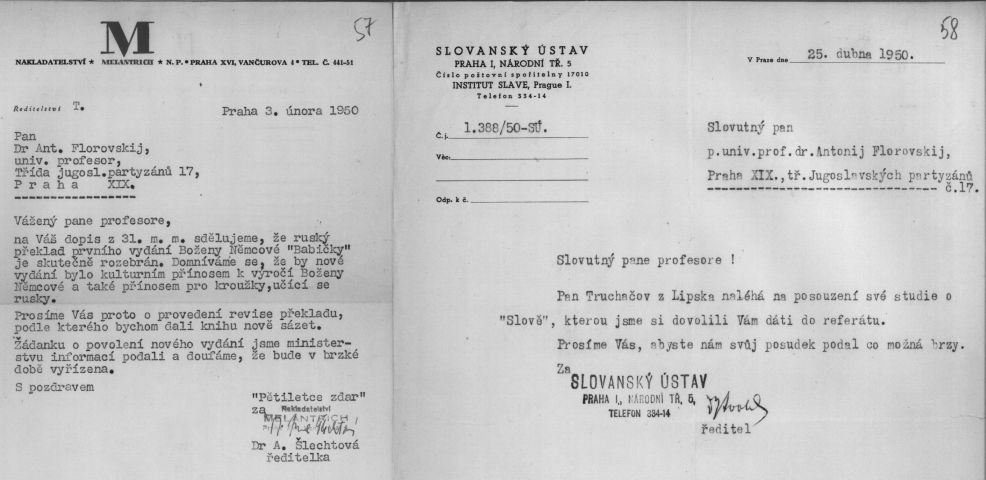 57
M
NAKLADATELSTVÍ ★ MELANTRICH ★ N. P. • PRAHA XVI, VANČUROVA 4 • TEL. Č. 441-51
Ředitelství T.
Praha 3. února 1950
Pan
Dr Ant. Florovskij,
univ. profesor,
Třída jugosl.partyzánů 17,
P r a h a XIX.
Vážený pane profesore,
na Váš dopis z 31. m. m. sdělujeme, že ruský
překlad prvního vydání Boženy Němcové "Babičky"
je skutečně rozebrán. Domníváme se, že by nové
vydání bylo kulturním přínosem k výročí Boženy
Němcové a také přínosem pro kroužky,učící se
rusky.
Prosíme Vás proto o provedení revise překladu,
podle kterého bychom dali knihu nově sázet.
Žádanku o povolení nového vydání jsme minister-
stvu informací podali a doufáme, že bude v brzké
době vyřízena.
S pozdravem
"Pětiletce zdar"
za Nakladatelství
MELANTRICH
Dr A. Šlechtová
ředitelka
58
SLOVANSKÝ ÚSTAV
PRAHA I, NÁRODNÍ TŘ. 5
Číslo poštovní spořitelny 17010
INSTITUT SLAVE, Prague I.
Telefon 334-14
V Praze dne 25. dubna 1950.
Č. j. 1.388/50-SÚ.
Věc:
Odp. k č.
Slovutný pan
p.univ.prof.dr.Antonij Florovskij,
Praha XIX.,tř.Jugoslavských partyzánů
č.17.
Slovutný pane profesore !
Pan Truchačov z Lipska naléhá na posouzení své studie o
"Slově", kterou jsme si dovolili Vám dáti do referátu.
Prosíme Vás, abyste nám svůj posudek podal co možná brzy.
Za
SLOVANSKÝ ÚSTAV
PRAHA I., NÁRODNÍ TŘ. 5,
TELEFON 334-14
ředitel